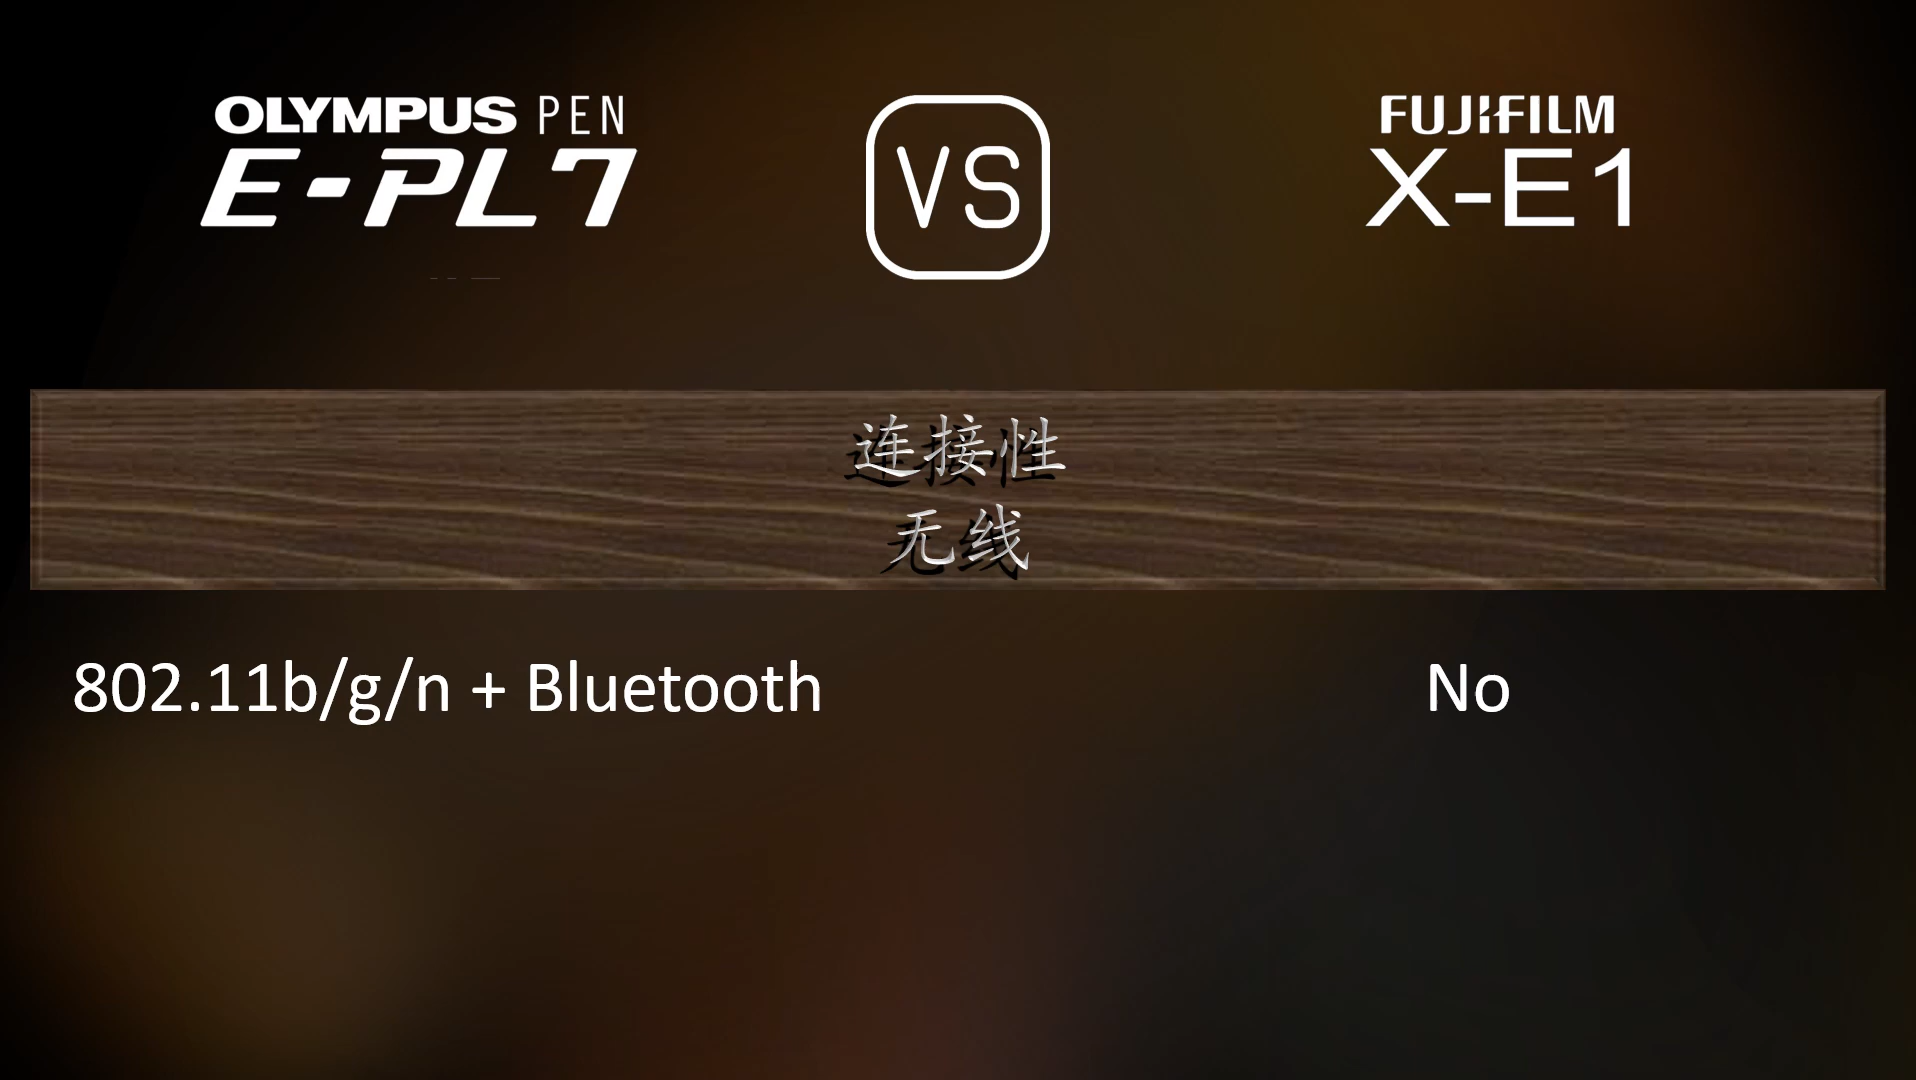 OLYMPUS PEN
E-PL7
VS
FUJIFILM
X-E1
连接性
无线
802.11b/g/n + Bluetooth
No